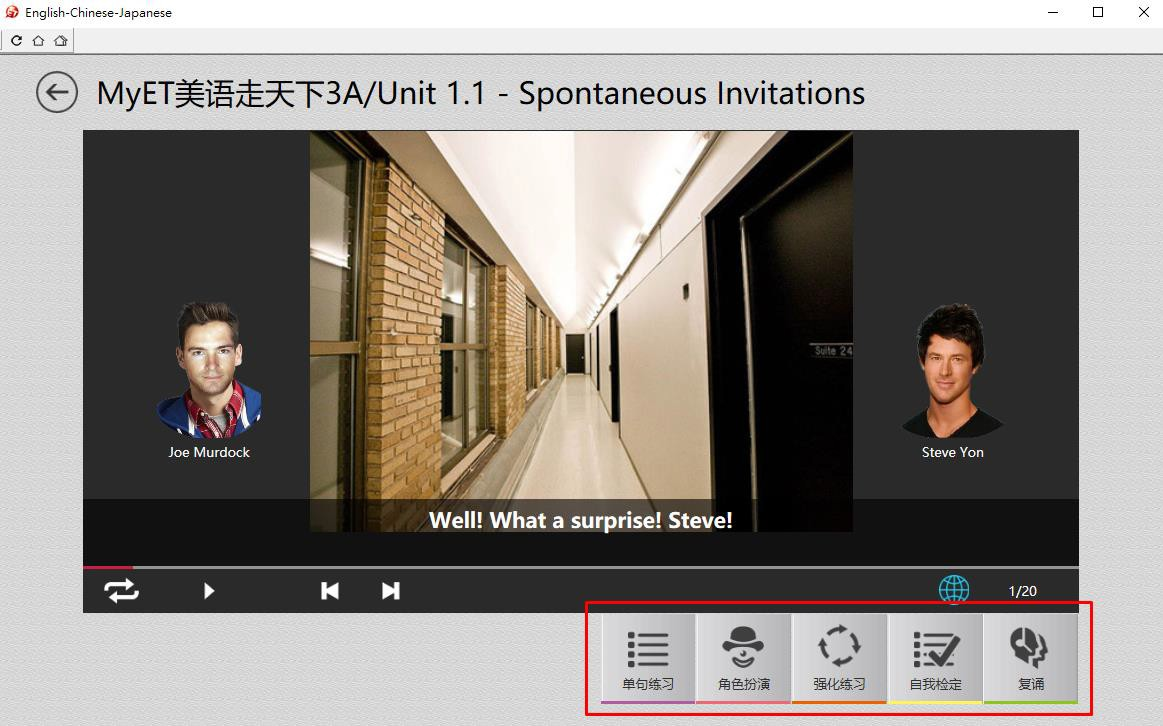 English-Chinese-Japanese
MyET美语走天下3A/Unit 1.1 - Spontaneous Invitations
Suite 24
Joe Murdock
Steve Yon
Well! What a surprise! Steve!
1/20
单句练习
角色扮演
强化练习
自我检定
复诵